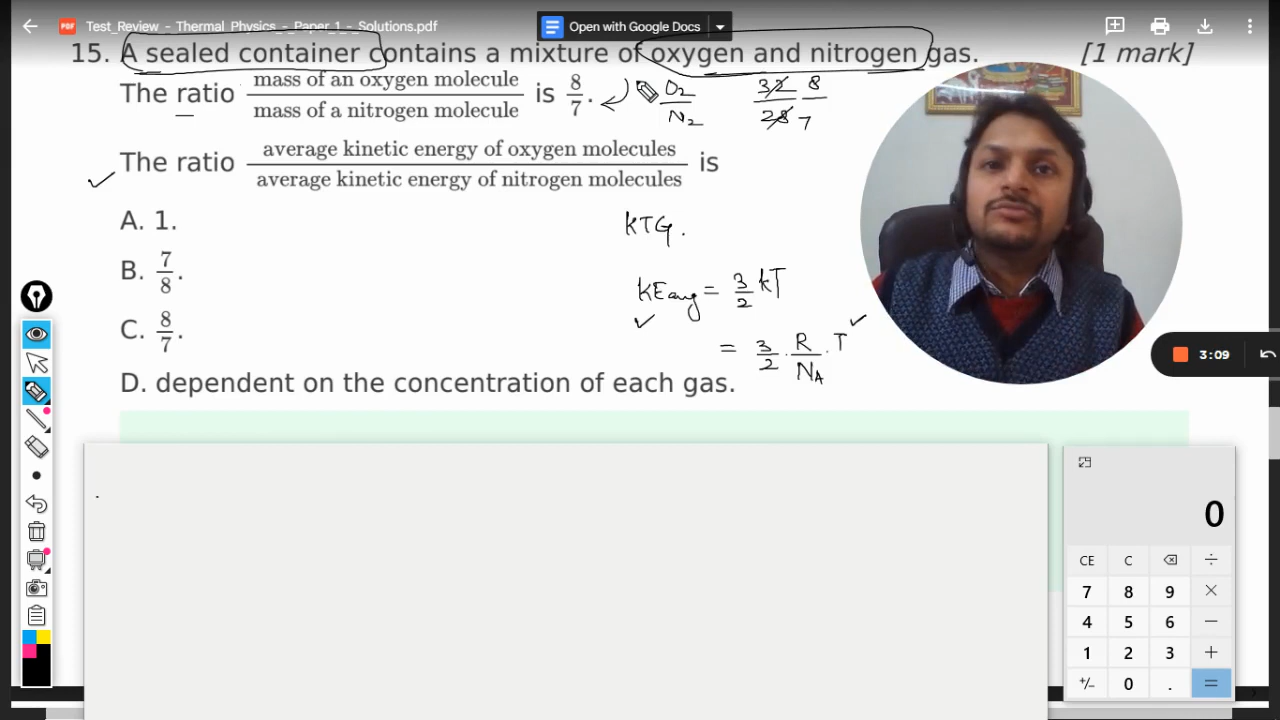 Test_Review - Thermal_Physics_-_Paper_1_-_Solutions.pdf
Open with Google Docs
15. A sealed container contains a mixture of oxygen and nitrogen gas. [1 mark]
The ratio mass of an oxygen molecule / mass of a nitrogen molecule is 8/7.
O2/N2 32/28 8/7
The ratio average kinetic energy of oxygen molecules / average kinetic energy of nitrogen molecules is
A. 1.
KTG.
B. 7/8.
KEavg = 3/2 kT
C. 8/7.
= 3/2 . R/NA . T
D. dependent on the concentration of each gas.
3:09
0
CE C ÷
7 8 9 ×
4 5 6 −
1 2 3 +
+/− 0 . =